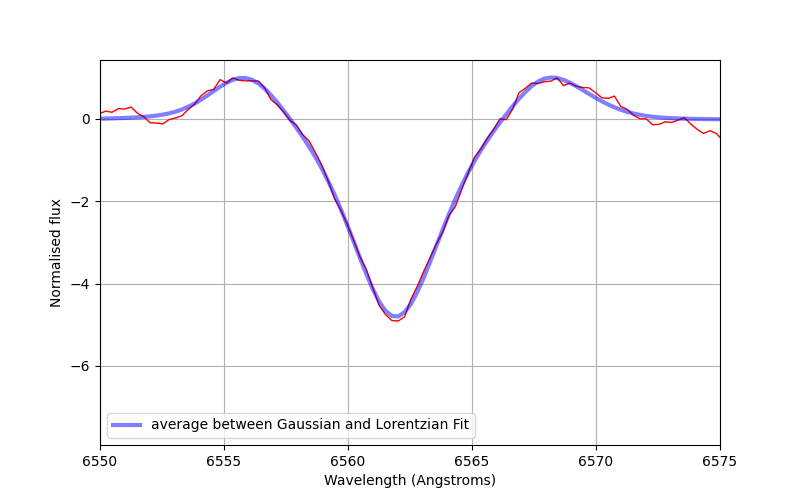 0
−2
−4
−6
Normalised flux
average between Gaussian and Lorentzian Fit
6550 6555 6560 6565 6570 6575
Wavelength (Angstroms)